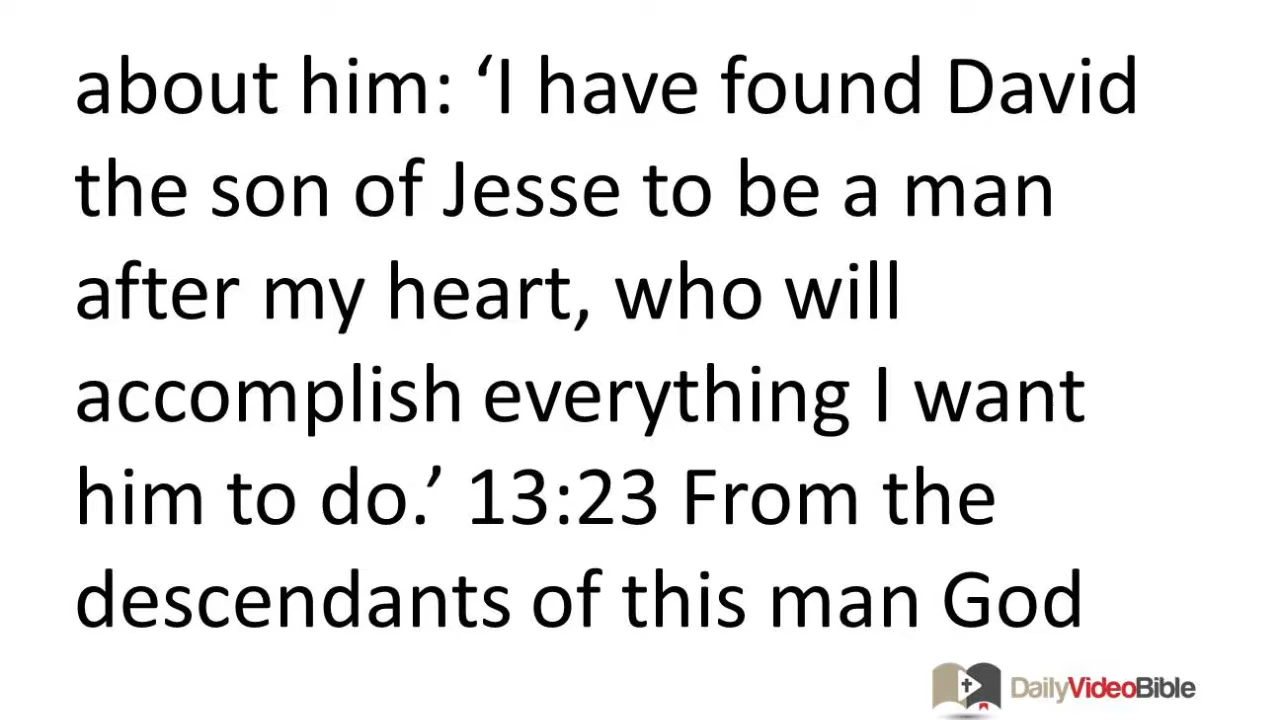 about him: ‘I have found David
the son of Jesse to be a man
after my heart, who will
accomplish everything I want
him to do.’ 13:23 From the
descendants of this man God
DailyVideoBible